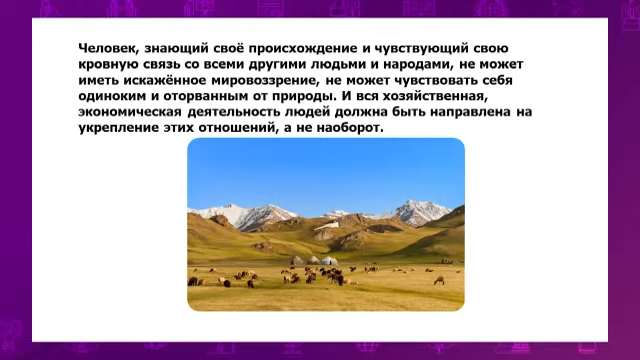 Человек, знающий своё происхождение и чувствующий свою
кровную связь со всеми другими людьми и народами, не может
иметь искажённое мировоззрение, не может чувствовать себя
одиноким и оторванным от природы. И вся хозяйственная,
экономическая деятельность людей должна быть направлена на
укрепление этих отношений, а не наоборот.